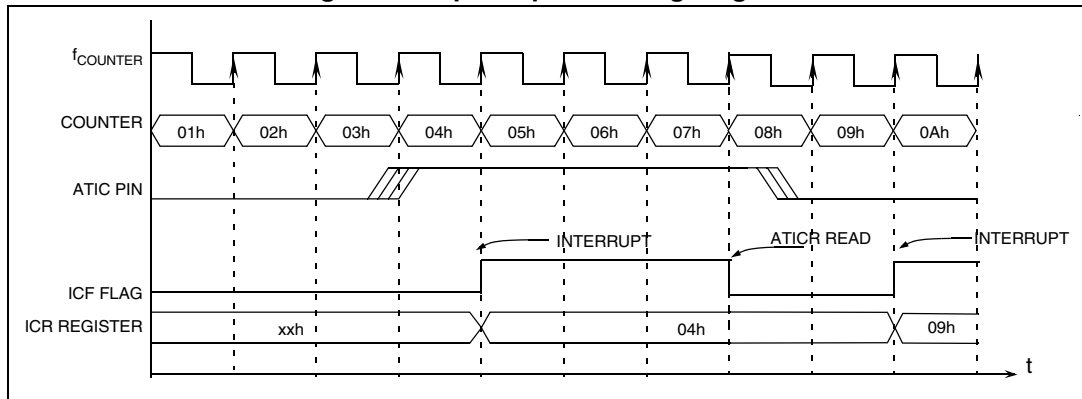 fCOUNTER
COUNTER 01h 02h 03h 04h 05h 06h 07h 08h 09h 0Ah
ATIC PIN
INTERRUPT ATICR READ INTERRUPT
ICF FLAG
ICR REGISTER xxh 04h 09h
t